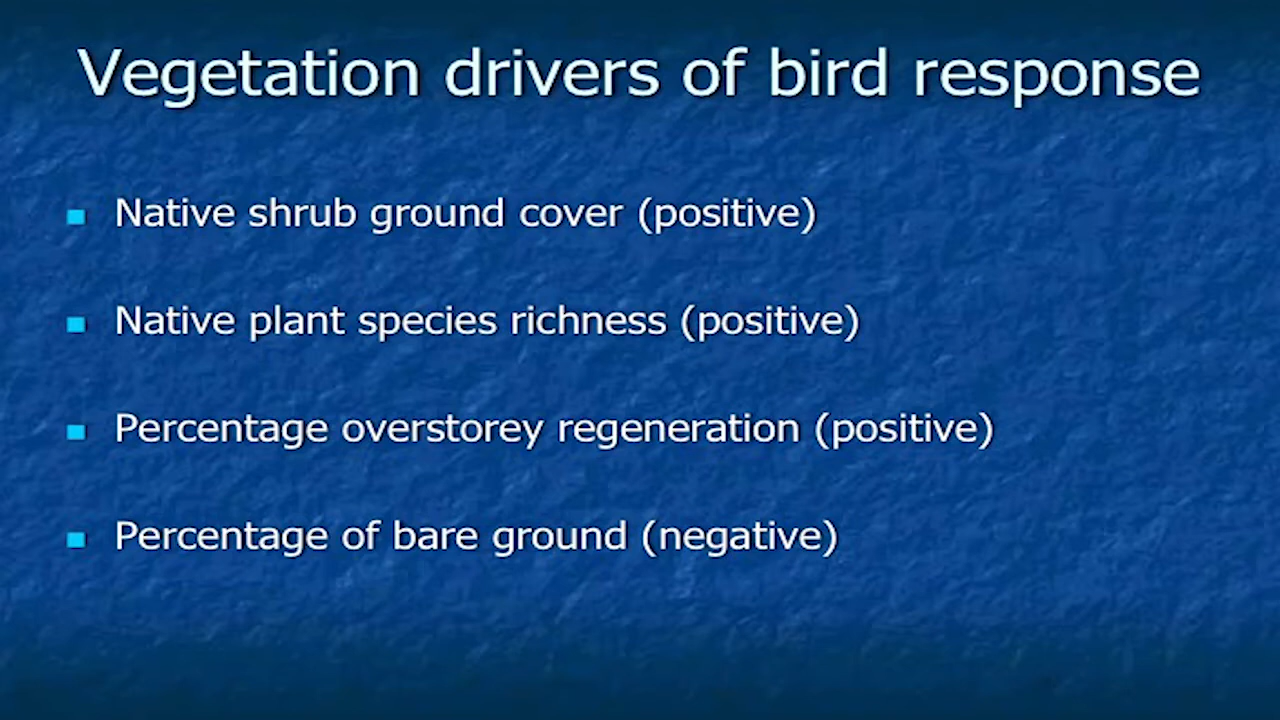 Vegetation drivers of bird response
Native shrub ground cover (positive)
Native plant species richness (positive)
Percentage overstorey regeneration (positive)
Percentage of bare ground (negative)